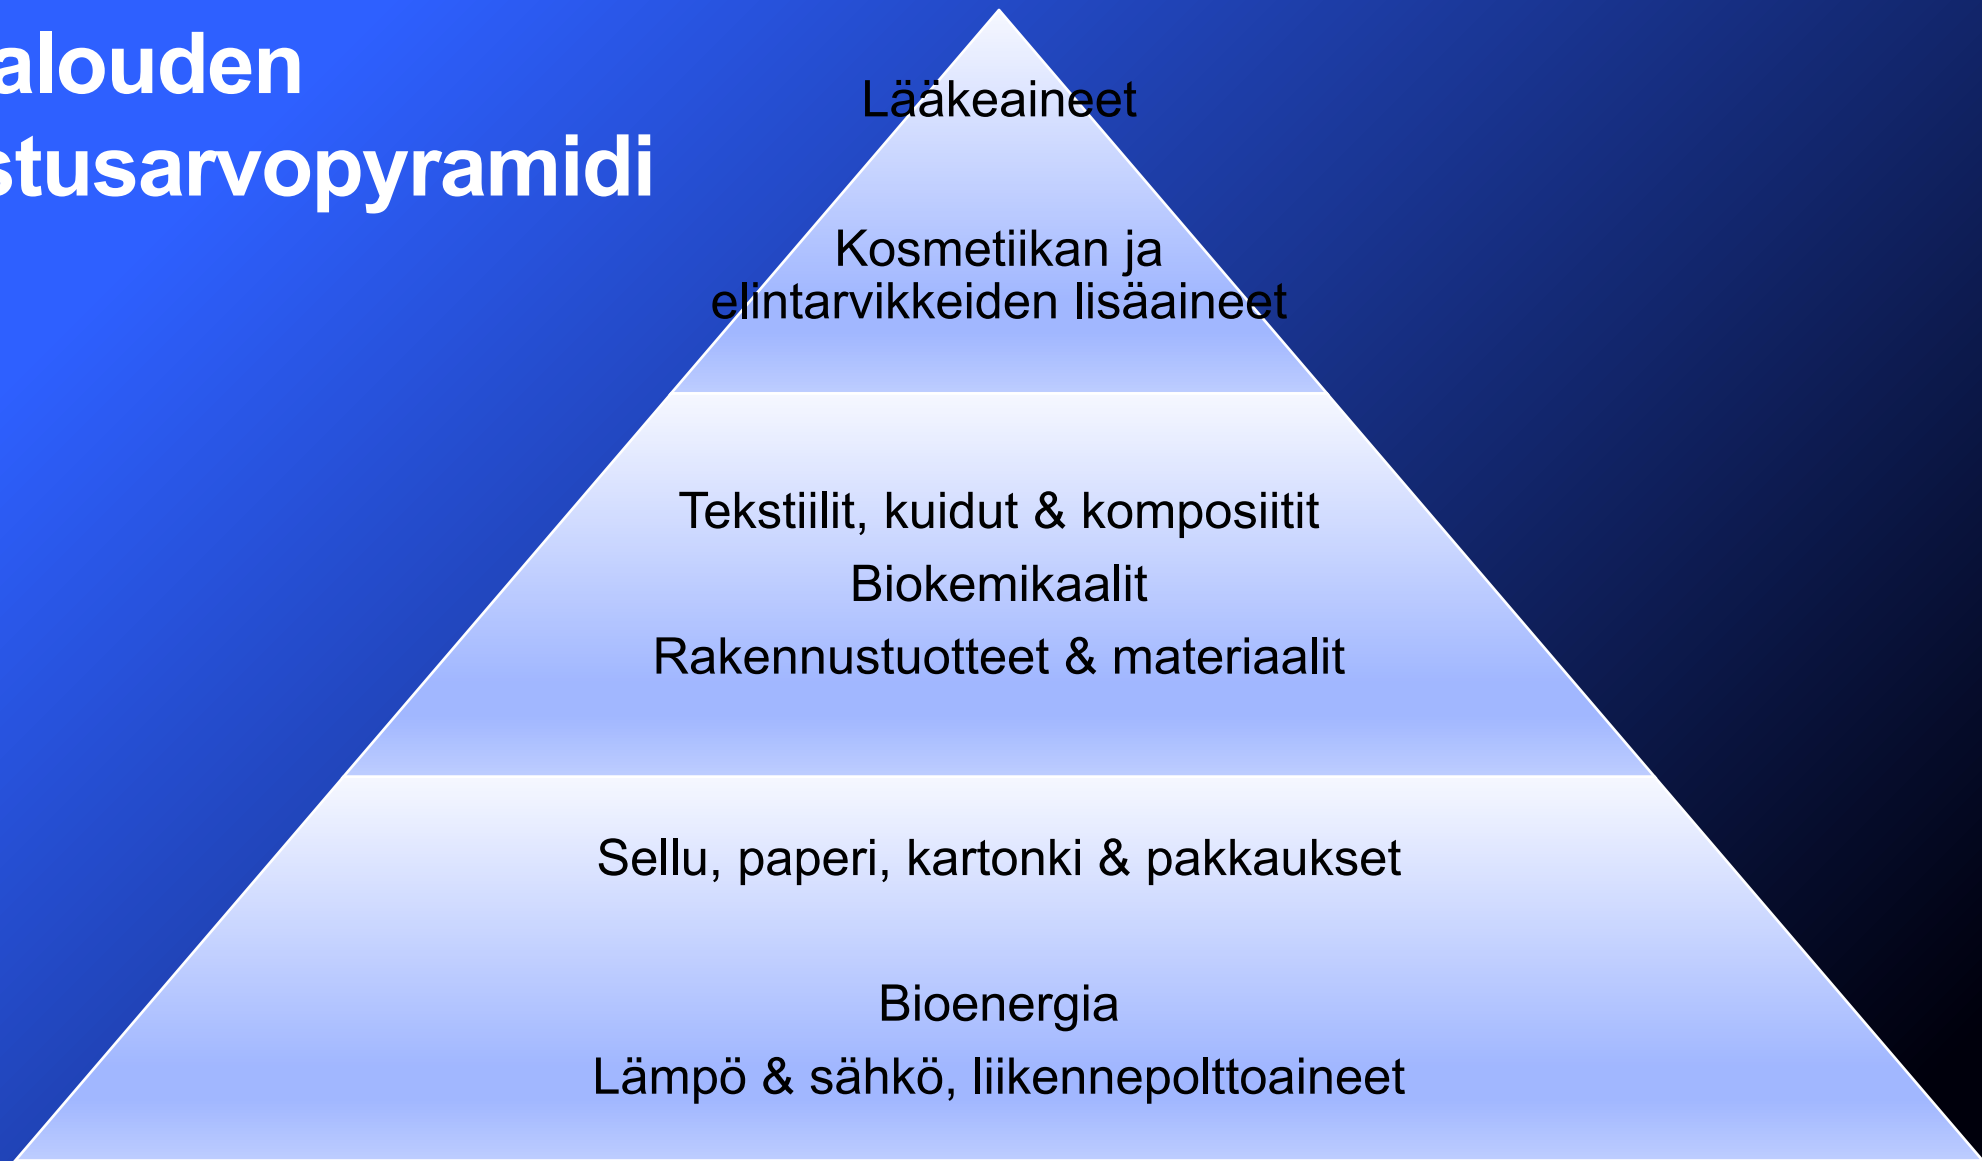 alouden
stusarvopyramidi
Lääkeaineet
Kosmetiikan ja
elintarvikkeiden lisäaineet
Tekstiilit, kuidut & komposiitit
Biokemikaalit
Rakennustuotteet & materiaalit
Sellu, paperi, kartonki & pakkaukset
Bioenergia
Lämpö & sähkö, liikennepolttoaineet